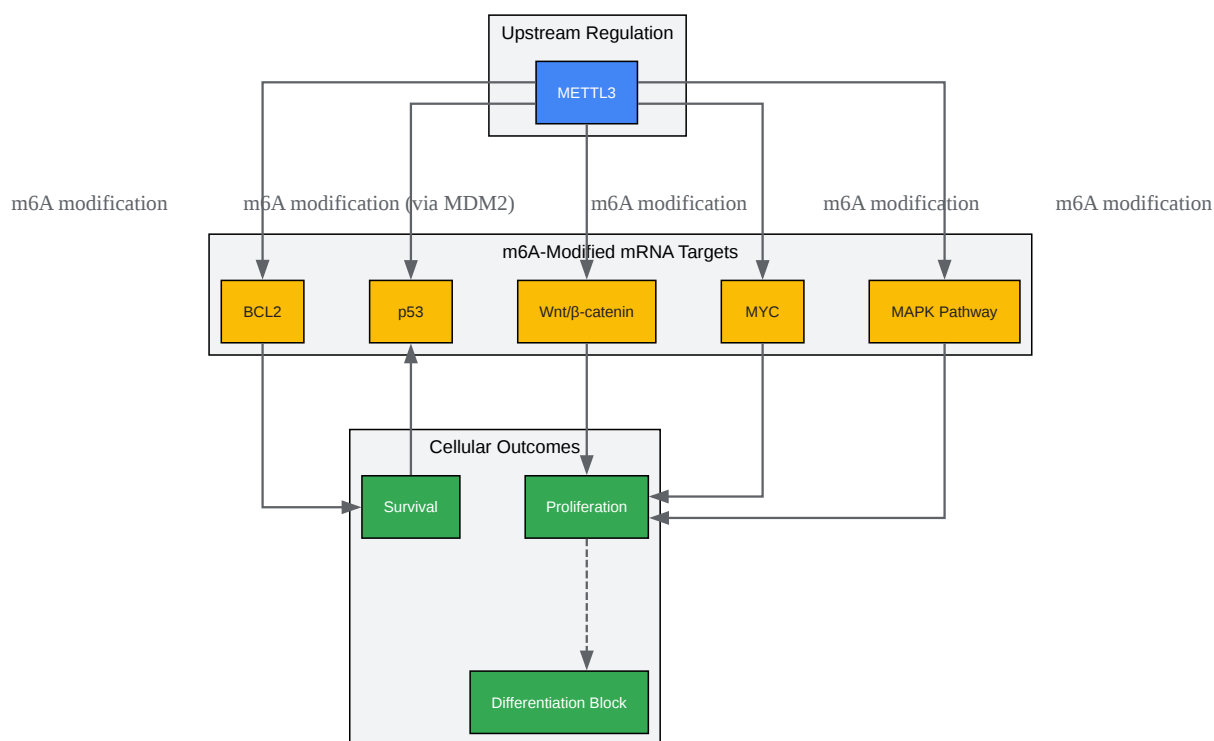 Upstream Regulation
METTL3
m6A modification
m6A modification (via MDM2)
m6A modification
m6A modification
m6A modification
m6A-Modified mRNA Targets
BCL2
p53
Wnt/β-catenin
MYC
MAPK Pathway
Cellular Outcomes
Survival
Proliferation
Differentiation Block